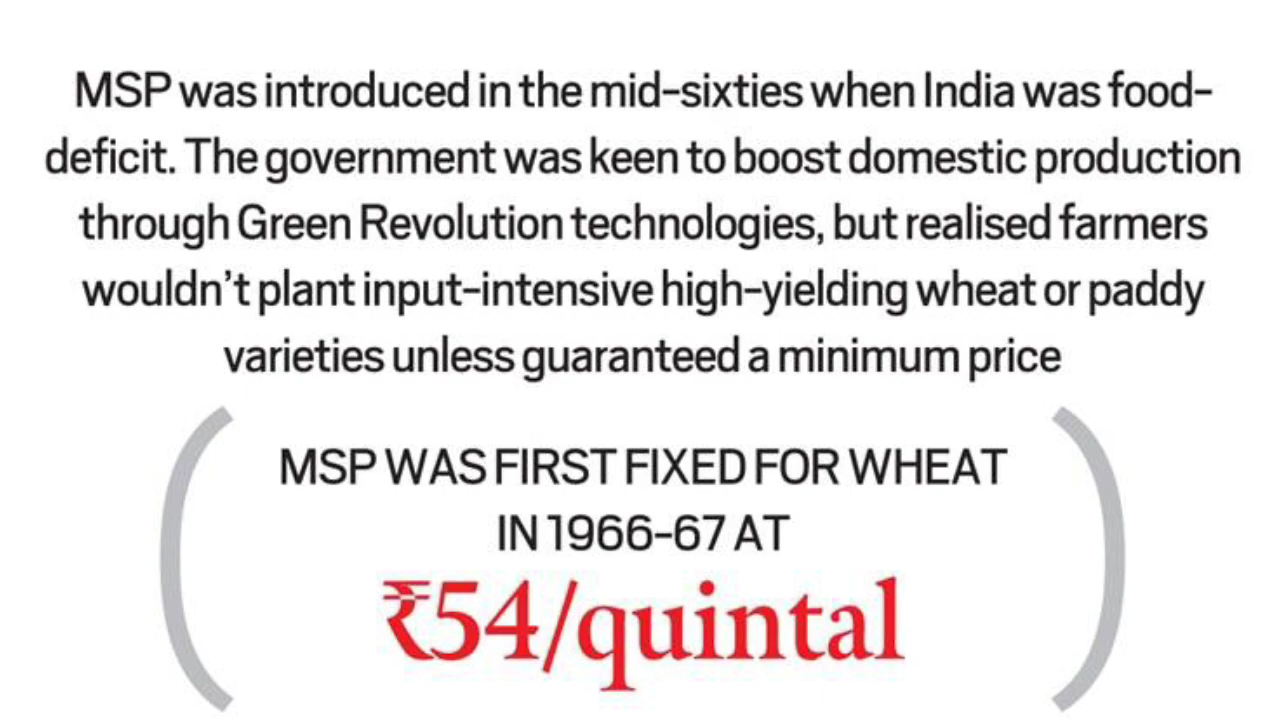 MSP was introduced in the mid-sixties when India was food-
deficit. The government was keen to boost domestic production
through Green Revolution technologies, but realised farmers
wouldn't plant input-intensive high-yielding wheat or paddy
varieties unless guaranteed a minimum price
MSP WAS FIRST FIXED FOR WHEAT
IN 1966-67 AT
₹54/quintal